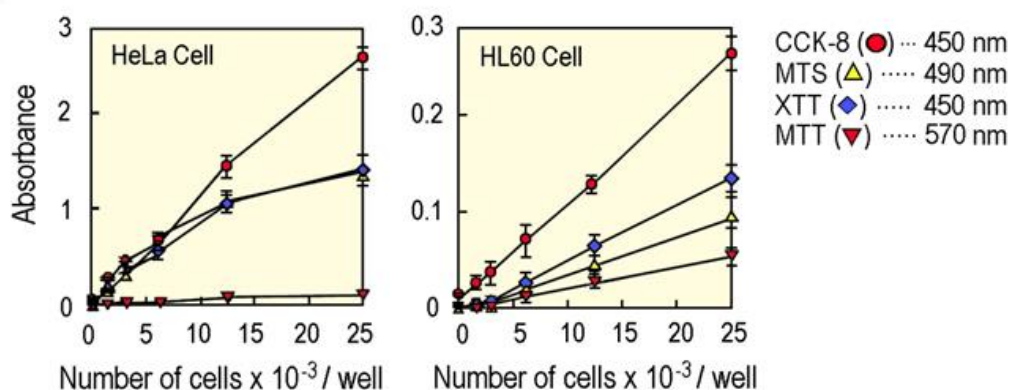 HeLa Cell
Absorbance
3
2
1
0
0 5 10 15 20 25
Number of cells x 10⁻³ / well
HL60 Cell
0.3
0.2
0.1
0
0 5 10 15 20 25
Number of cells x 10⁻³ / well
CCK-8 (●) ··· 450 nm
MTS (△) ····· 490 nm
XTT (◆) ····· 450 nm
MTT (▼) ····· 570 nm